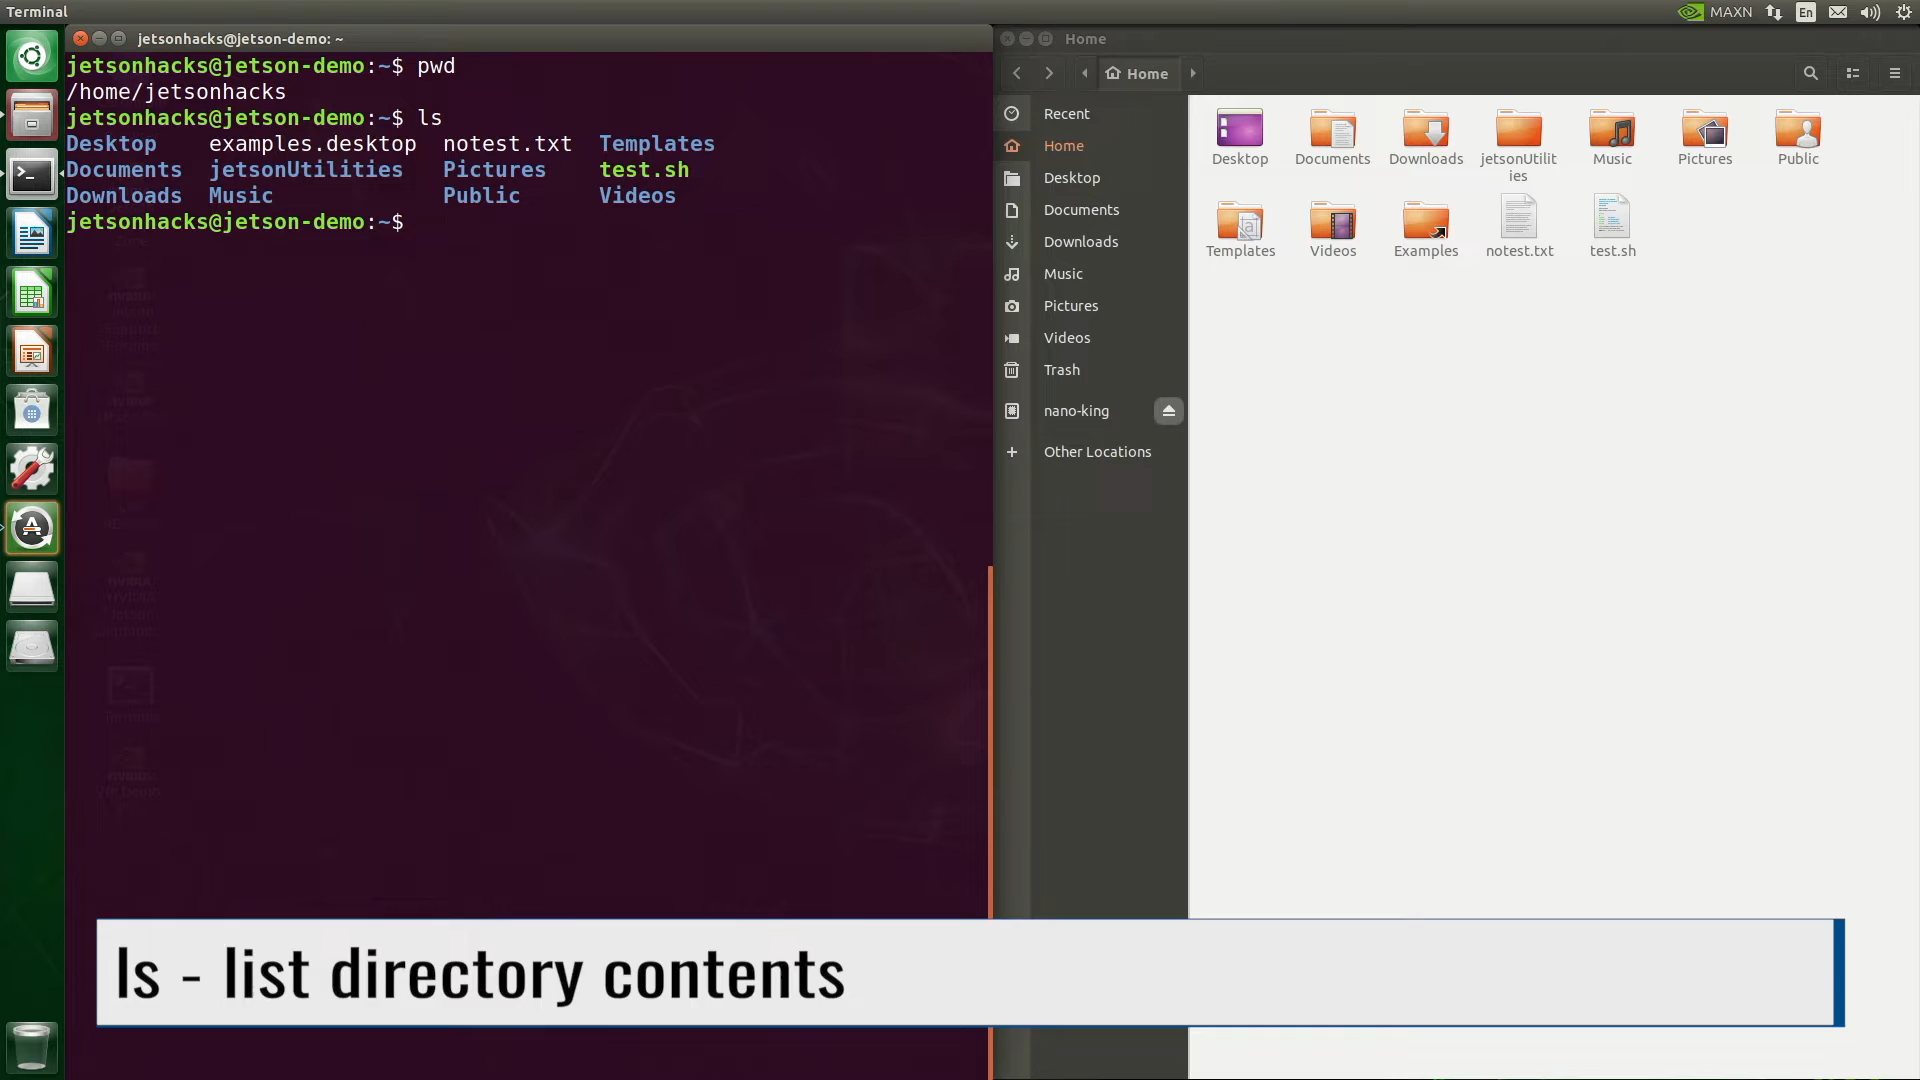 Terminal
MAXN
En
jetsonhacks@jetson-demo: ~
jetsonhacks@jetson-demo:~$ pwd
/home/jetsonhacks
jetsonhacks@jetson-demo:~$ ls
Desktop examples.desktop notest.txt Templates
Documents jetsonUtilities Pictures test.sh
Downloads Music Public Videos
jetsonhacks@jetson-demo:~$
Home
Home
Recent
Home
Desktop
Documents
Downloads
Music
Pictures
Videos
Trash
nano-king
Other Locations
Desktop Documents Downloads jetsonUtilit Music Pictures Public
ies
Templates Videos Examples notest.txt test.sh
ls - list directory contents